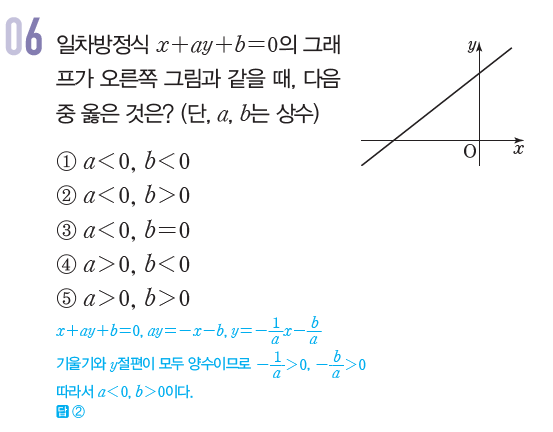 06 일차방정식 x+ay+b=0의 그래
프가 오른쪽 그림과 같을 때, 다음
중 옳은 것은? (단, a, b는 상수)
y
O
x
① a<0, b<0
② a<0, b>0
③ a<0, b=0
④ a>0, b<0
⑤ a>0, b>0
x+ay+b=0, ay=-x-b, y=-1/a x-b/a
기울기와 y절편이 모두 양수이므로 -1/a>0, -b/a>0
따라서 a<0, b>0이다.
답 ②